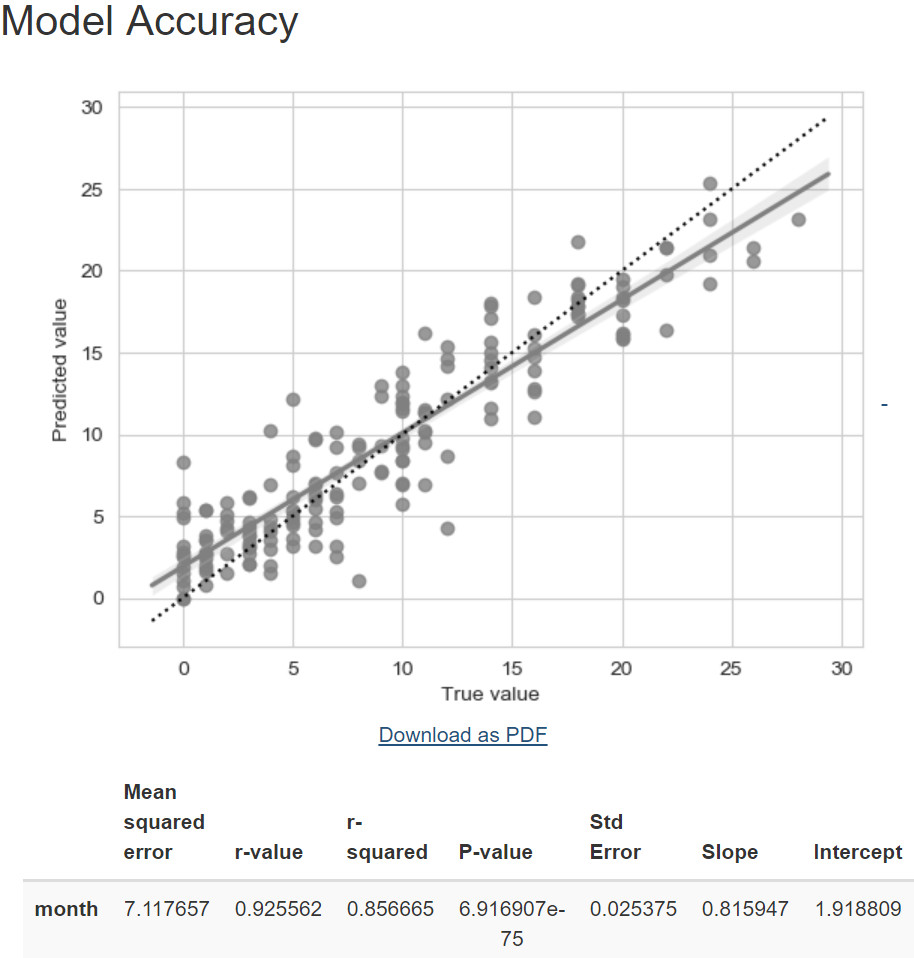 Model Accuracy
30
25
20
15
10
5
0
Predicted value
0 5 10 15 20 25 30
True value
-
Download as PDF
Mean squared error r-value r-squared P-value Std Error Slope Intercept
month 7.117657 0.925562 0.856665 6.916907e-75 0.025375 0.815947 1.918809